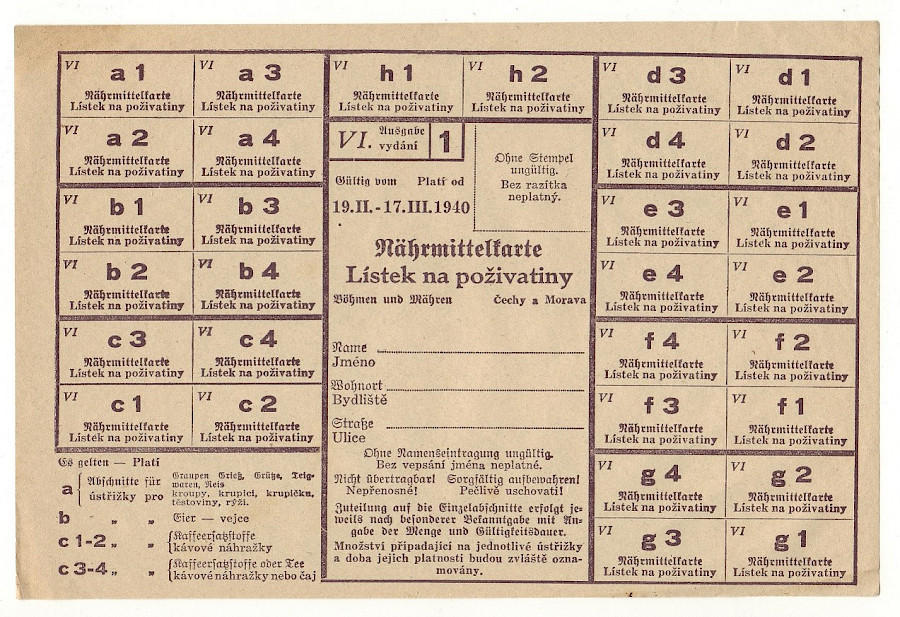 VI a 1
Nährmittelkarte
Lístek na poživatiny
VI a 3
Nährmittelkarte
Lístek na poživatiny
VI a 2
Nährmittelkarte
Lístek na poživatiny
VI a 4
Nährmittelkarte
Lístek na poživatiny
VI b 1
Nährmittelkarte
Lístek na poživatiny
VI b 3
Nährmittelkarte
Lístek na poživatiny
VI b 2
Nährmittelkarte
Lístek na poživatiny
VI b 4
Nährmittelkarte
Lístek na poživatiny
VI c 3
Nährmittelkarte
Lístek na poživatiny
VI c 4
Nährmittelkarte
Lístek na poživatiny
VI c 1
Nährmittelkarte
Lístek na poživatiny
VI c 2
Nährmittelkarte
Lístek na poživatiny
Es gelten — Platí
a { Abschnitte für ústřižky pro { Graupen Grieß, Grütze, Teig-
waren, Reis
kroupy, krupici, krupičku,
těstoviny, rýži.
b „ „ Eier — vejce
c 1-2 „ „ { Kaffeersatzstoffe
kávové náhražky
c 3-4 „ „ { Kaffeersatzstoffe oder Tee
kávové náhražky nebo čaj
VI h 1
Nährmittelkarte
Lístek na poživatiny
VI h 2
Nährmittelkarte
Lístek na poživatiny
VI. Ausgabe
vydání 1
Ohne Stempel
ungültig.
Bez razítka
neplatný.
Gültig vom Platí od
19.II.-17.III.1940
Nährmittelkarte
Lístek na poživatiny
Böhmen und Mähren Čechy a Morava
Name
Jméno
Wohnort
Bydliště
Straße
Ulice
Ohne Namenseintragung ungültig.
Bez vepsání jména neplatné.
Nicht übertragbar! Sorgfältig aufbewahren!
Nepřenosné! Pečlivě uschovati!
Zuteilung auf die Einzelabschnitte erfolgt je-
weils nach besonderer Bekanntgabe mit An-
gabe der Menge und Gültigkeitsdauer.
Množství připadající na jednotlivé ústřižky
a doba jejich platnosti budou zvláště ozna-
movány.
VI d 3
Nährmittelkarte
Lístek na poživatiny
VI d 1
Nährmittelkarte
Lístek na poživatiny
VI d 4
Nährmittelkarte
Lístek na poživatiny
VI d 2
Nährmittelkarte
Lístek na poživatiny
VI e 3
Nährmittelkarte
Lístek na poživatiny
VI e 1
Nährmittelkarte
Lístek na poživatiny
VI e 4
Nährmittelkarte
Lístek na poživatiny
VI e 2
Nährmittelkarte
Lístek na poživatiny
VI f 4
Nährmittelkarte
Lístek na poživatiny
VI f 2
Nährmittelkarte
Lístek na poživatiny
VI f 3
Nährmittelkarte
Lístek na poživatiny
VI f 1
Nährmittelkarte
Lístek na poživatiny
VI g 4
Nährmittelkarte
Lístek na poživatiny
VI g 2
Nährmittelkarte
Lístek na poživatiny
VI g 3
Nährmittelkarte
Lístek na poživatiny
VI g 1
Nährmittelkarte
Lístek na poživatiny